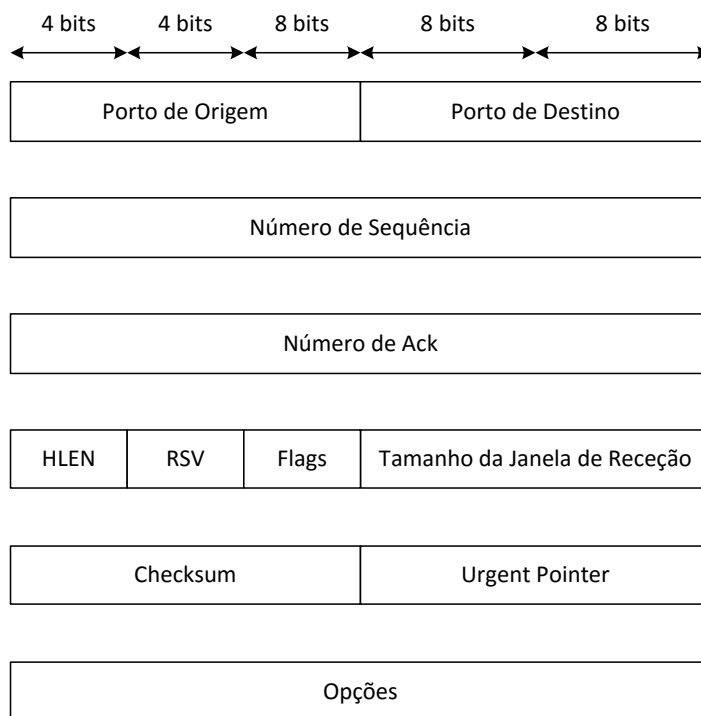 4 bits 4 bits 8 bits 8 bits 8 bits
Porto de Origem Porto de Destino
Número de Sequência
Número de Ack
HLEN RSV Flags Tamanho da Janela de Receção
Checksum Urgent Pointer
Opções